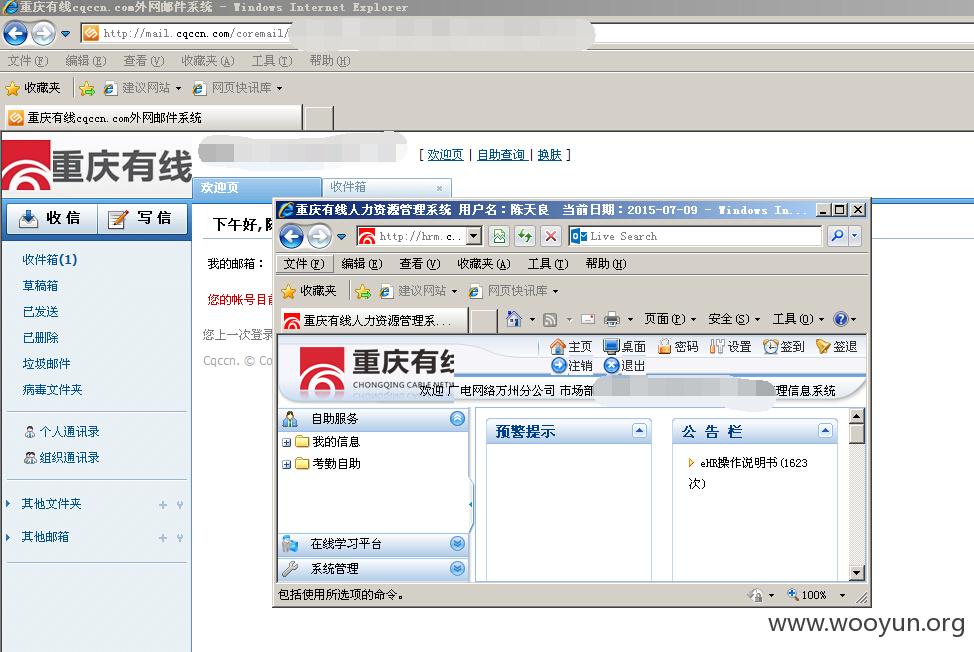 重庆有线cqccn.com外网邮件系统 - Windows Internet Explorer
http://mail.cqccn.com/coremail/
文件(F) 编辑(E) 查看(V) 收藏夹(A) 工具(T) 帮助(H)
收藏夹 建议网站 网页快讯库
重庆有线cqccn.com外网邮件系统
重庆有线
[ 欢迎页 | 自助查询 | 换肤 ]
欢迎页 收件箱 ×
收信 写信
收件箱(1)
草稿箱
已发送
已删除
垃圾邮件
病毒文件夹
个人通讯录
组织通讯录
其他文件夹
其他邮箱
下午好,
我的邮箱：
您的帐号目前
您上一次登录
Cqccn. © Co
重庆有线人力资源管理系统 用户名：陈天良 当前日期：2015-07-09 - Windows In...
http://hrm.c...
Live Search
文件(F) 编辑(E) 查看(V) 收藏夹(A) 工具(T) 帮助(H)
收藏夹 建议网站 网页快讯库
重庆有线人力资源管理系...
页面(P) 安全(S) 工具(O)
重庆有线
CHONGQING CABLE NETW
主页 桌面 密码 设置 签到 签退
注销 退出
欢迎 广电网络万州分公司 市场部
理信息系统
自助服务
我的信息
考勤自助
在线学习平台
系统管理
预警提示
公 告 栏
eHR操作说明书(1623
次)
包括使用所选项的命令。
100%
www.wooyun.org